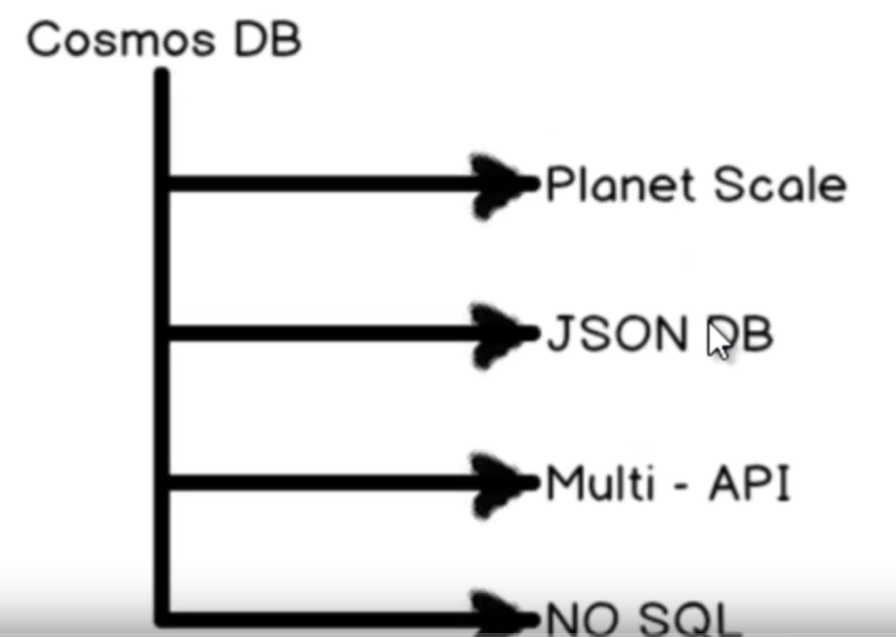 Cosmos DB
Planet Scale
JSON DB
Multi - API
NO SQL